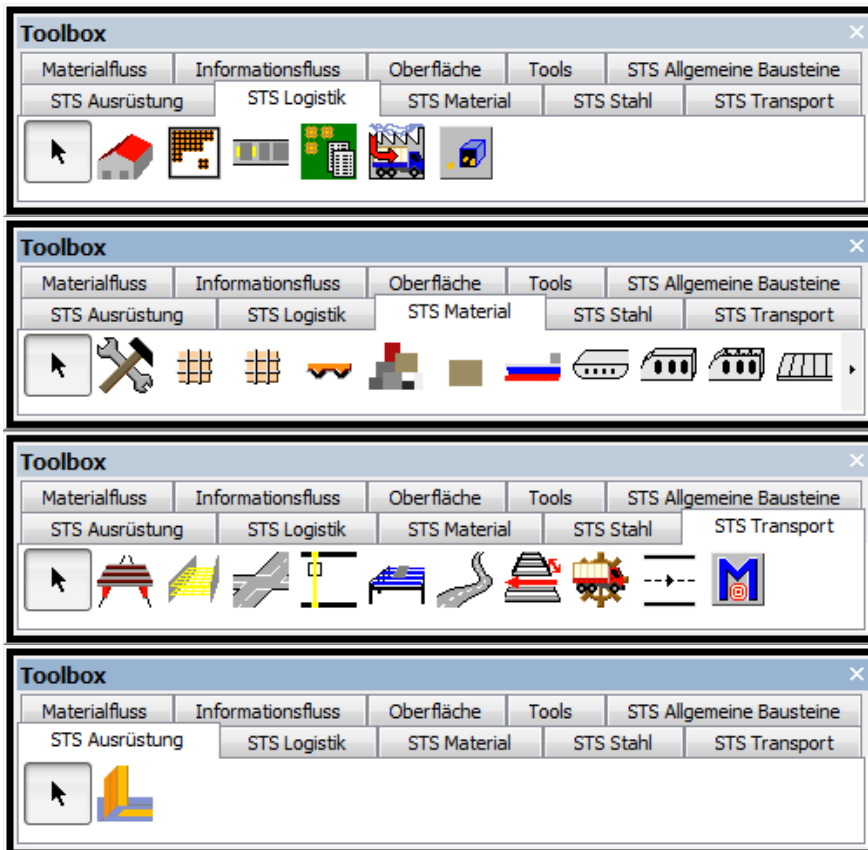 Toolbox
Materialfluss Informationsfluss Oberfläche Tools STS Allgemeine Bausteine
STS Ausrüstung STS Logistik STS Material STS Stahl STS Transport
Toolbox
Materialfluss Informationsfluss Oberfläche Tools STS Allgemeine Bausteine
STS Ausrüstung STS Logistik STS Material STS Stahl STS Transport
Toolbox
Materialfluss Informationsfluss Oberfläche Tools STS Allgemeine Bausteine
STS Ausrüstung STS Logistik STS Material STS Stahl STS Transport
M
Toolbox
Materialfluss Informationsfluss Oberfläche Tools STS Allgemeine Bausteine
STS Ausrüstung STS Logistik STS Material STS Stahl STS Transport